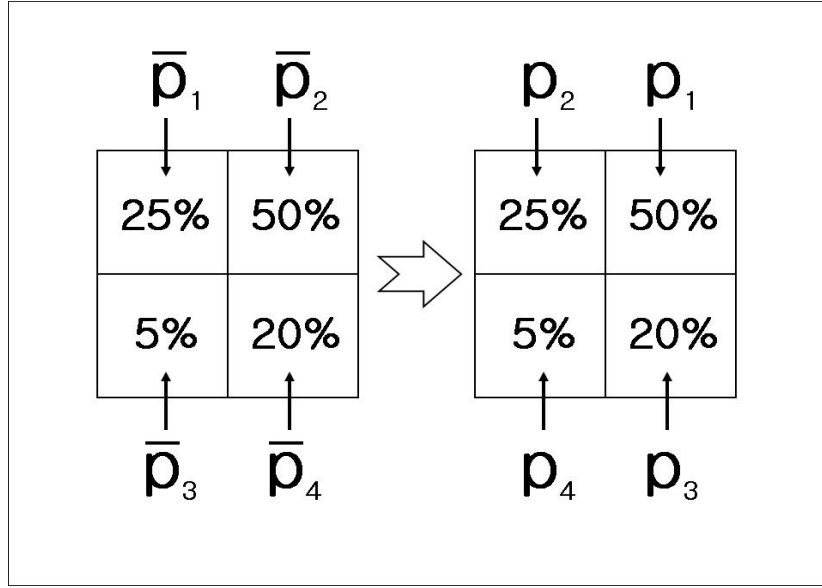 p̅₁ p̅₂ p₂ p₁
25% 50% 25% 50%
5% 20% 5% 20%
p̅₃ p̅₄ p₄ p₃